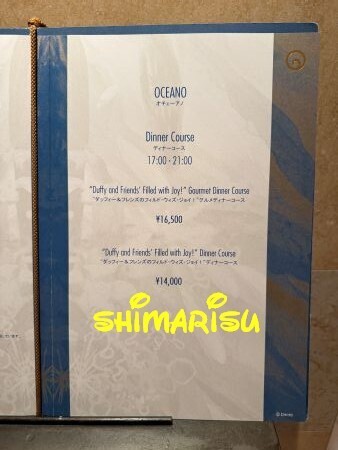 OCEANO
オチェーアノ
Dinner Course
ディナーコース
17:00 - 21:00
"Duffy and Friends' Filled with Joy!" Gourmet Dinner Course
"ダッフィー&フレンズのフィルド・ウィズ・ジョイ!"グルメディナーコース
¥16,500
"Duffy and Friends' Filled with Joy!" Dinner Course
"ダッフィー&フレンズのフィルド・ウィズ・ジョイ!"ディナーコース
¥14,000
SHIMARISU
© Disney